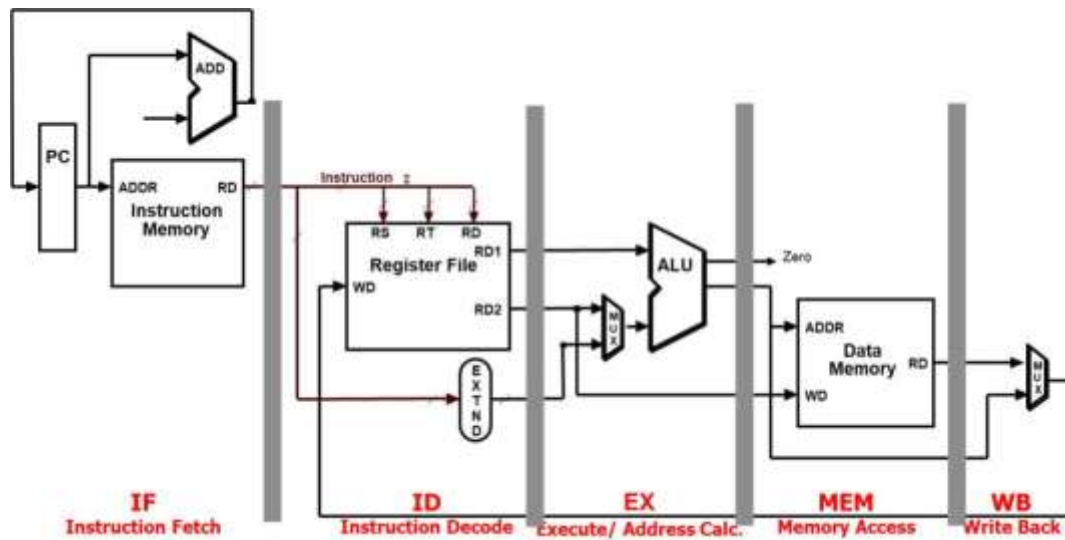 ADD
PC
ADDR RD
Instruction
Memory
Instruction I
RS RT RD
RD1
Register File
WD
RD2
EXTND
MUX
ALU
Zero
ADDR
Data
Memory
RD
WD
MUX
IF
Instruction Fetch
ID
Instruction Decode
EX
Execute/ Address Calc.
MEM
Memory Access
WB
Write Back